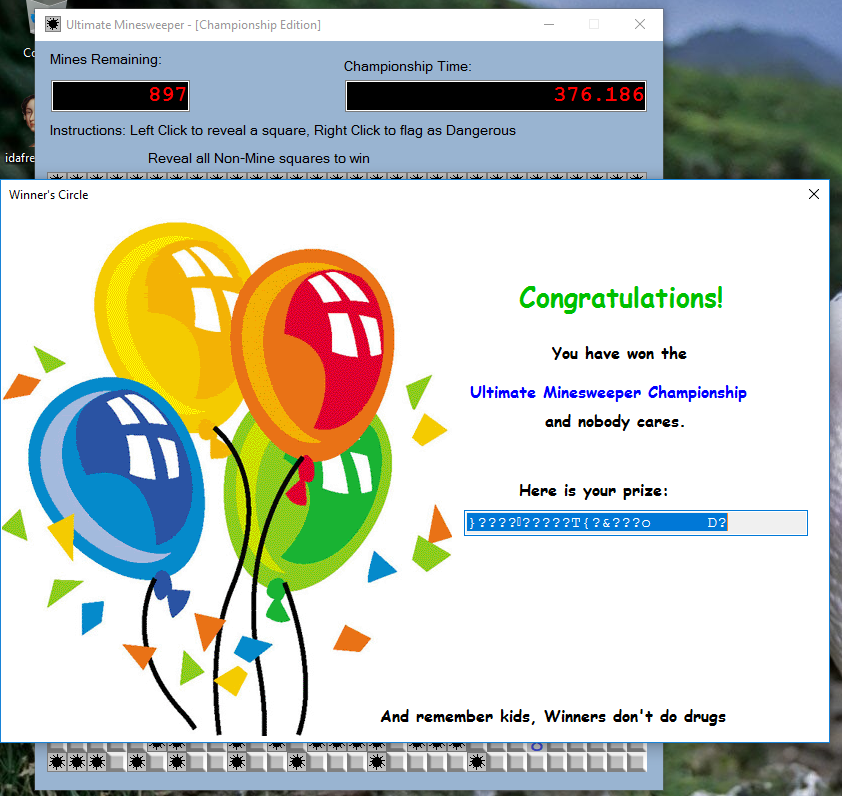 Ultimate Minesweeper - [Championship Edition]
Mines Remaining:
Championship Time:
897
376.186
Instructions: Left Click to reveal a square, Right Click to flag as Dangerous
Reveal all Non-Mine squares to win
idafre
Winner's Circle
Congratulations!
You have won the
Ultimate Minesweeper Championship
and nobody cares.
Here is your prize:
And remember kids, Winners don't do drugs